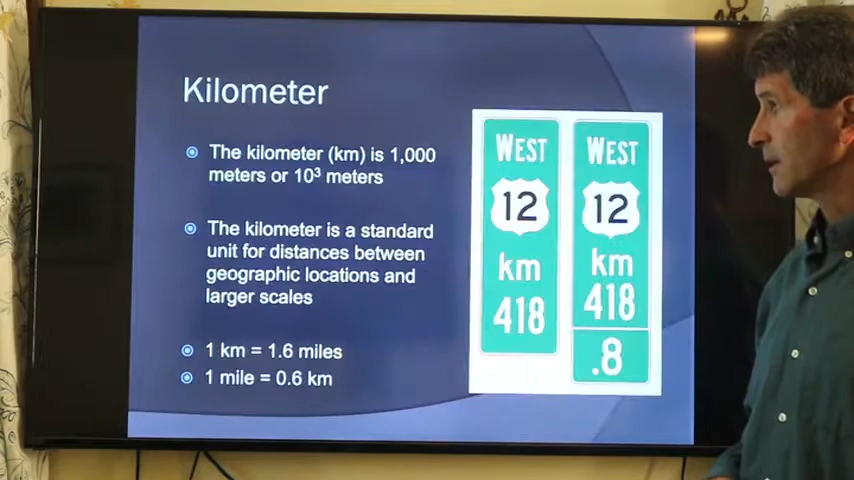 Kilometer
The kilometer (km) is 1,000
meters or 10³ meters
The kilometer is a standard
unit for distances between
geographic locations and
larger scales
1 km = 1.6 miles
1 mile = 0.6 km
WEST
12
km
418
WEST
12
km
418
.8